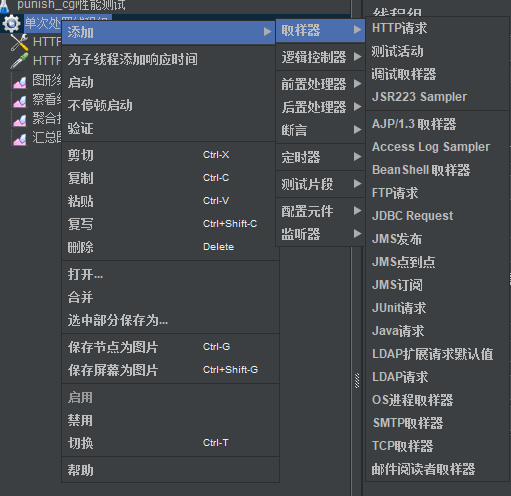 punish_cgi性能测试
线程组
单次处
HTTP
HTTP
图形
察看
聚合
汇总
添加
为子线程添加响应时间
启动
不停顿启动
验证
剪切 Ctrl-X
复制 Ctrl-C
粘贴 Ctrl-V
复写 Ctrl+Shift-C
删除 Delete
打开...
合并
选中部分保存为...
保存节点为图片 Ctrl-G
保存屏幕为图片 Ctrl+Shift-G
启用
禁用
切换 Ctrl-T
帮助
取样器
逻辑控制器
前置处理器
后置处理器
断言
定时器
测试片段
配置元件
监听器
HTTP请求
测试活动
调试取样器
JSR223 Sampler
AJP/1.3 取样器
Access Log Sampler
BeanShell 取样器
FTP请求
JDBC Request
JMS发布
JMS点到点
JMS订阅
JUnit请求
Java请求
LDAP扩展请求默认值
LDAP请求
OS进程取样器
SMTP取样器
TCP取样器
邮件阅读者取样器